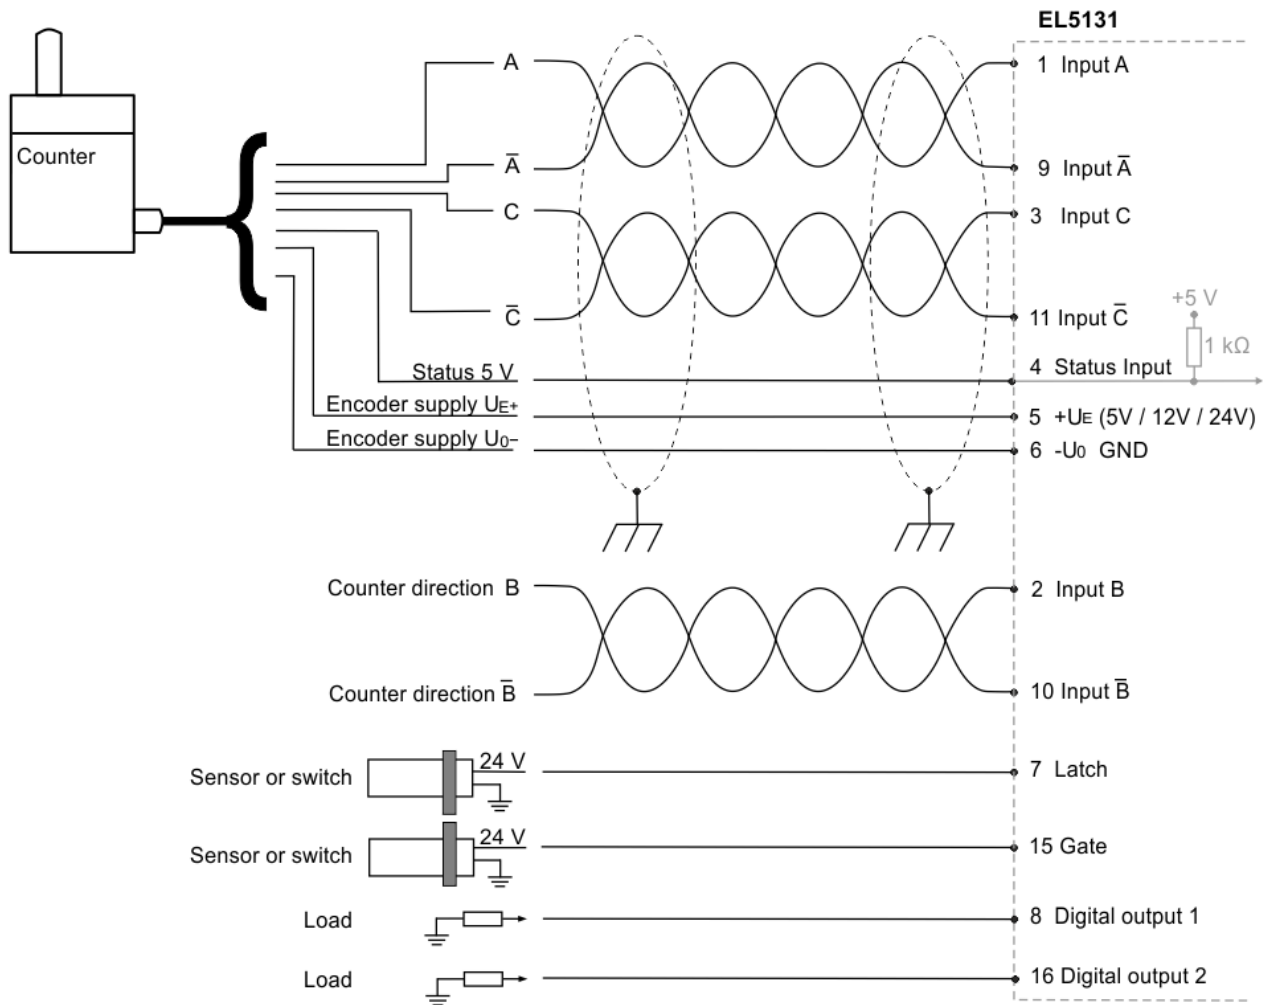 EL5131
A
1 Input A
Counter
A̅
9 Input A̅
C
3 Input C
+5 V
C̅
11 Input C̅
1 kΩ
Status 5 V
4 Status Input
Encoder supply UE+
5 +UE (5V / 12V / 24V)
Encoder supply U0−
6 -U0 GND
Counter direction B
2 Input B
Counter direction B̅
10 Input B̅
Sensor or switch
24 V
7 Latch
Sensor or switch
24 V
15 Gate
Load
8 Digital output 1
Load
16 Digital output 2